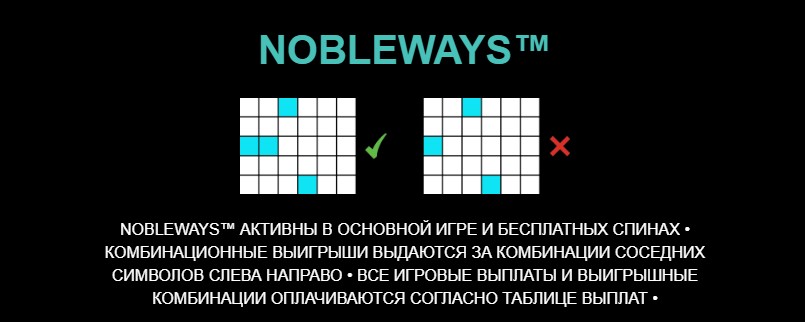 NOBLEWAYS™
NOBLEWAYS™ АКТИВНЫ В ОСНОВНОЙ ИГРЕ И БЕСПЛАТНЫХ СПИНАХ •
КОМБИНАЦИОННЫЕ ВЫИГРЫШИ ВЫДАЮТСЯ ЗА КОМБИНАЦИИ СОСЕДНИХ
СИМВОЛОВ СЛЕВА НАПРАВО • ВСЕ ИГРОВЫЕ ВЫПЛАТЫ И ВЫИГРЫШНЫЕ
КОМБИНАЦИИ ОПЛАЧИВАЮТСЯ СОГЛАСНО ТАБЛИЦЕ ВЫПЛАТ •